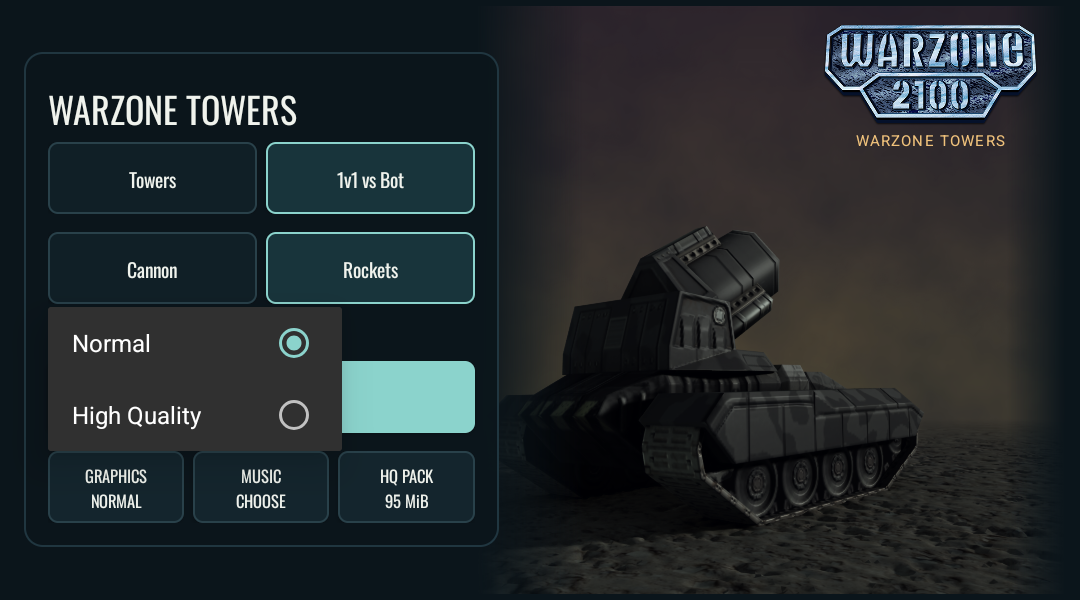 WARZONE
2100
WARZONE TOWERS
WARZONE TOWERS
Towers
1v1 vs Bot
Cannon
Rockets
Normal
High Quality
GRAPHICS
NORMAL
MUSIC
CHOOSE
HQ PACK
95 MiB